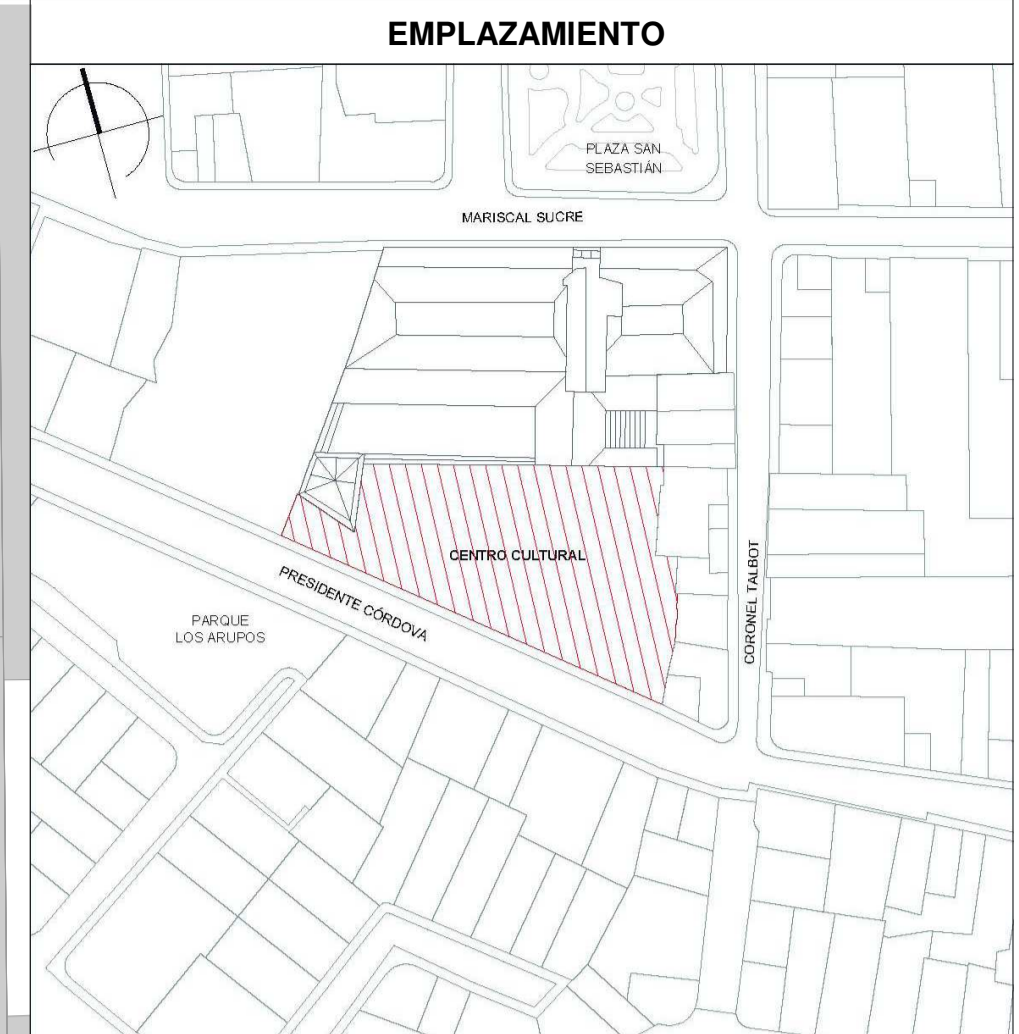 EMPLAZAMIENTO
PLAZA SAN
SEBASTIÁN
MARISCAL SUCRE
CENTRO CULTURAL
CORONEL TALBOT
PRESIDENTE CÓRDOVA
PARQUE
LOS ARUPOS